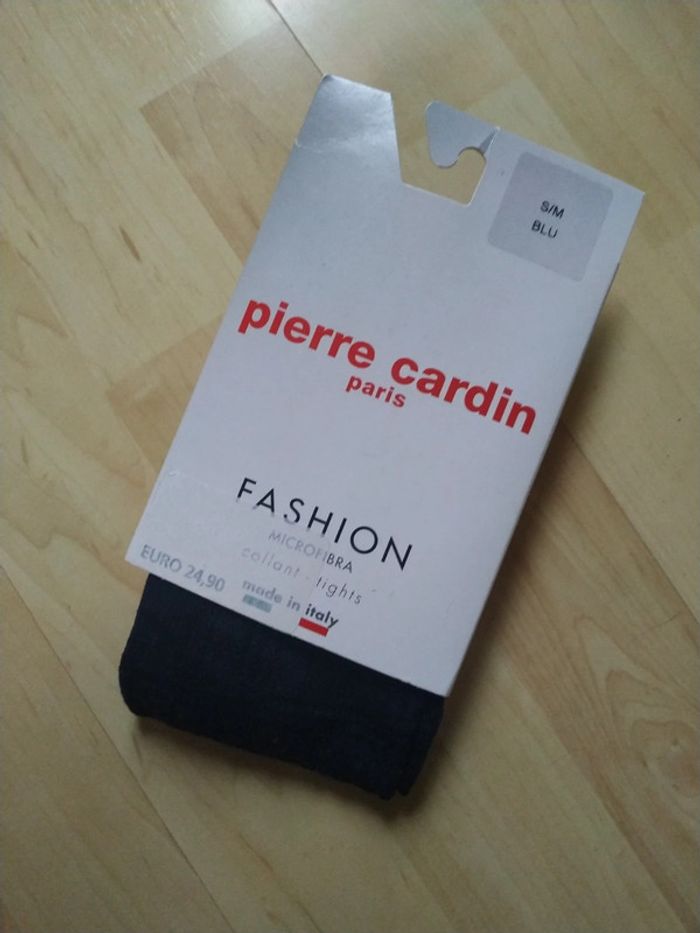 S/M
BLU
pierre cardin
paris
FASHION
MICROFIBRA
collant · tights
EURO 24,90
made in italy